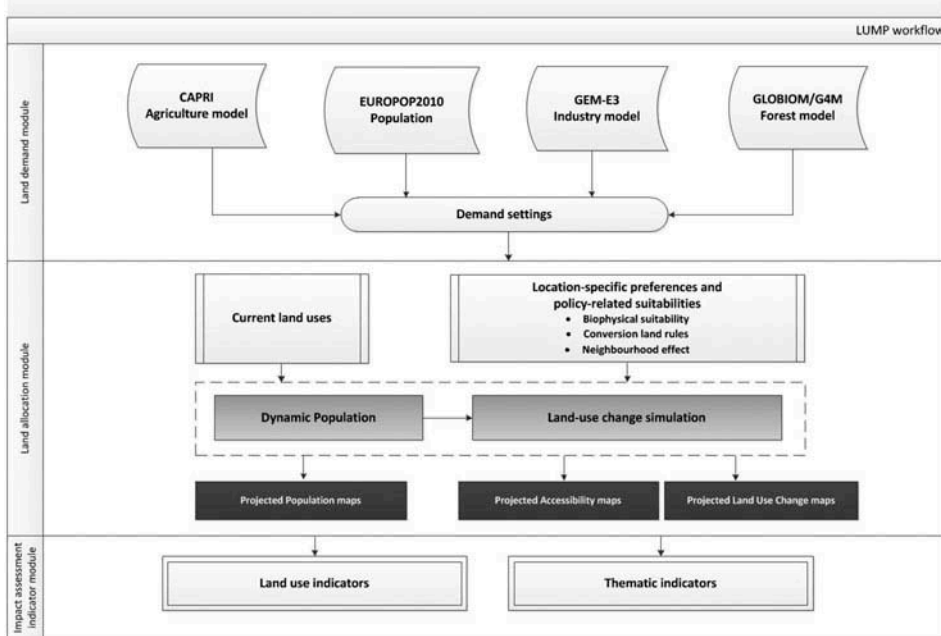 LUMP workflow
Land demand module
CAPRI
Agriculture model
EUROPOP2010
Population
GEM-E3
Industry model
GLOBIOM/G4M
Forest model
Demand settings
Land allocation module
Current land uses
Location-specific preferences and
policy-related suitabilities
• Biophysical suitability
• Conversion land rules
• Neighbourhood effect
Dynamic Population
Land-use change simulation
Projected Population maps
Projected Accessibility maps
Projected Land Use Change maps
Impact assessment
indicator module
Land use indicators
Thematic indicators